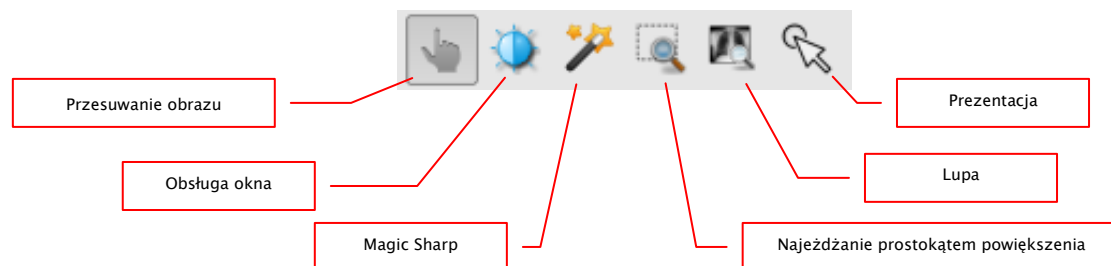 Przesuwanie obrazu
Prezentacja
Obsługa okna
Lupa
Magic Sharp
Najeżdżanie prostokątem powiększenia